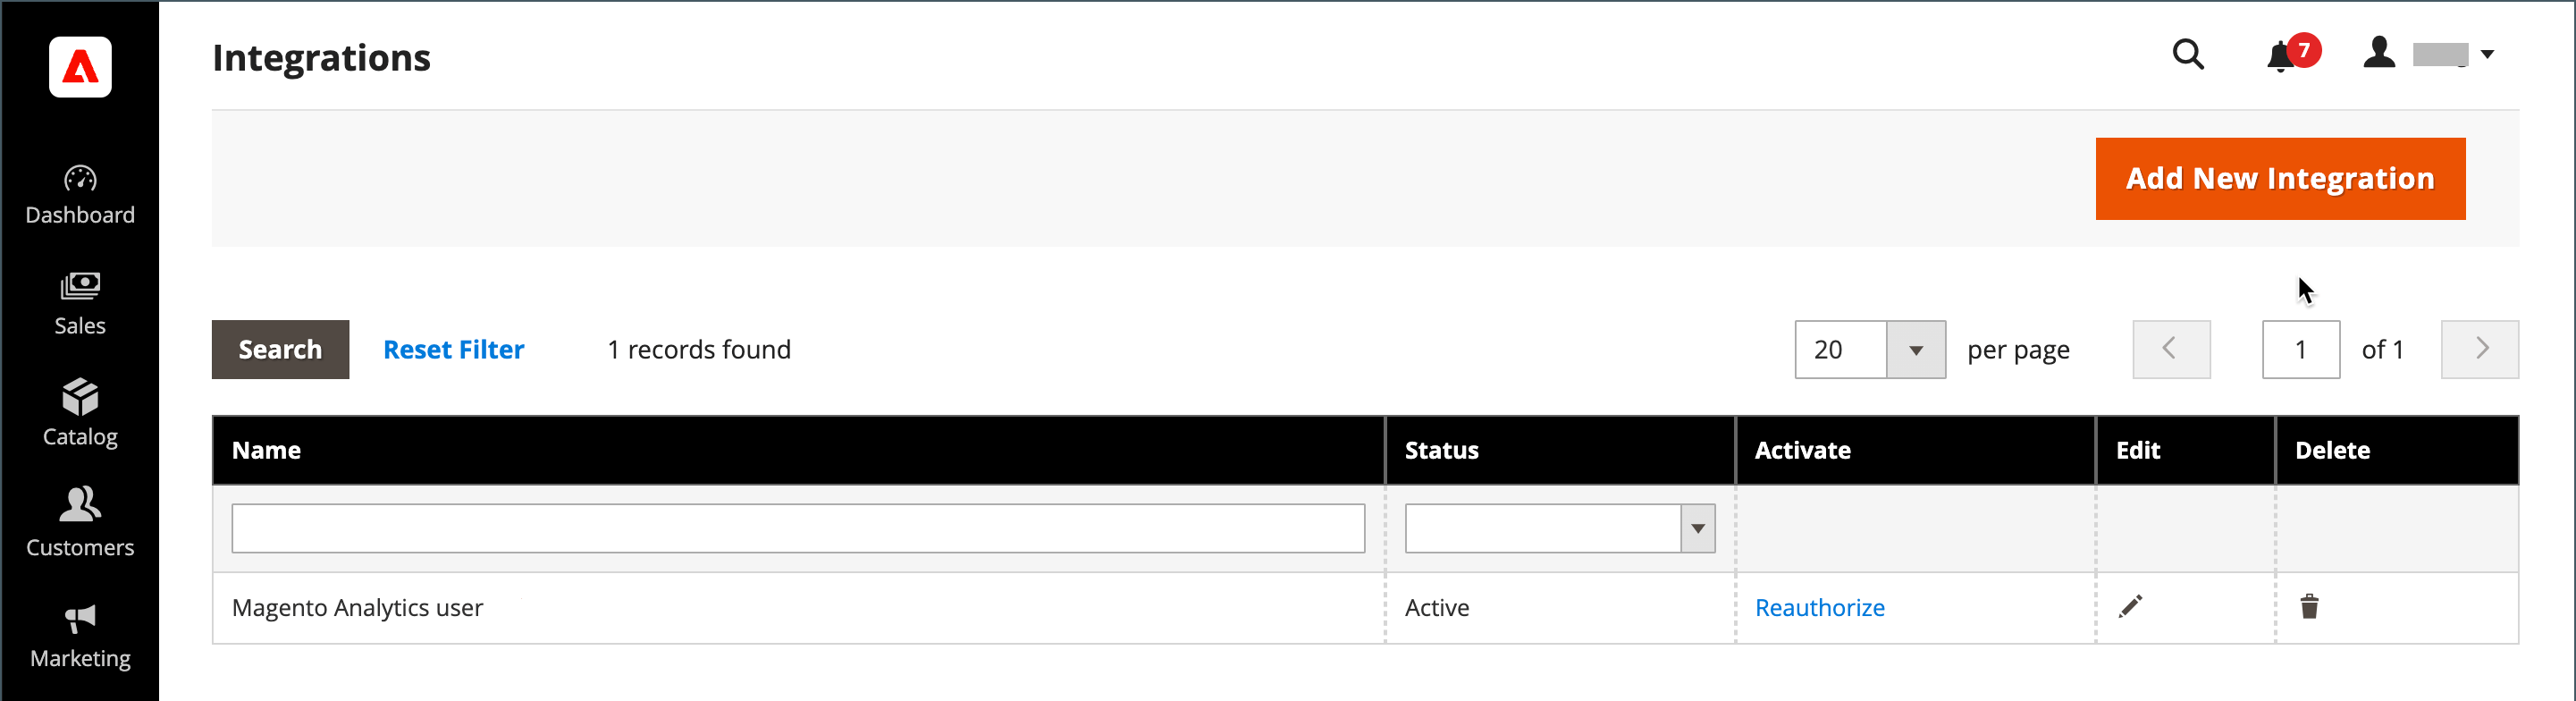 Integrations
7
Add New Integration
Dashboard
Sales
Catalog
Customers
Marketing
Search Reset Filter 1 records found 20 per page 1 of 1
Name Status Activate Edit Delete
Magento Analytics user Active Reauthorize